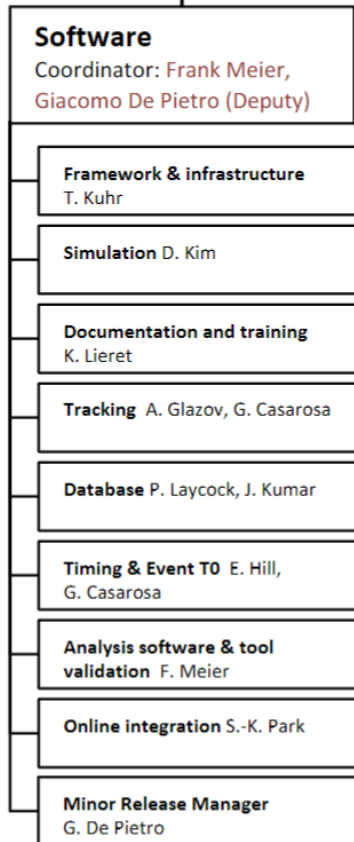 Software
Coordinator: Frank Meier,
Giacomo De Pietro (Deputy)
Framework & infrastructure
T. Kuhr
Simulation D. Kim
Documentation and training
K. Lieret
Tracking A. Glazov, G. Casarosa
Database P. Laycock, J. Kumar
Timing & Event T0 E. Hill,
G. Casarosa
Analysis software & tool
validation F. Meier
Online integration S.-K. Park
Minor Release Manager
G. De Pietro